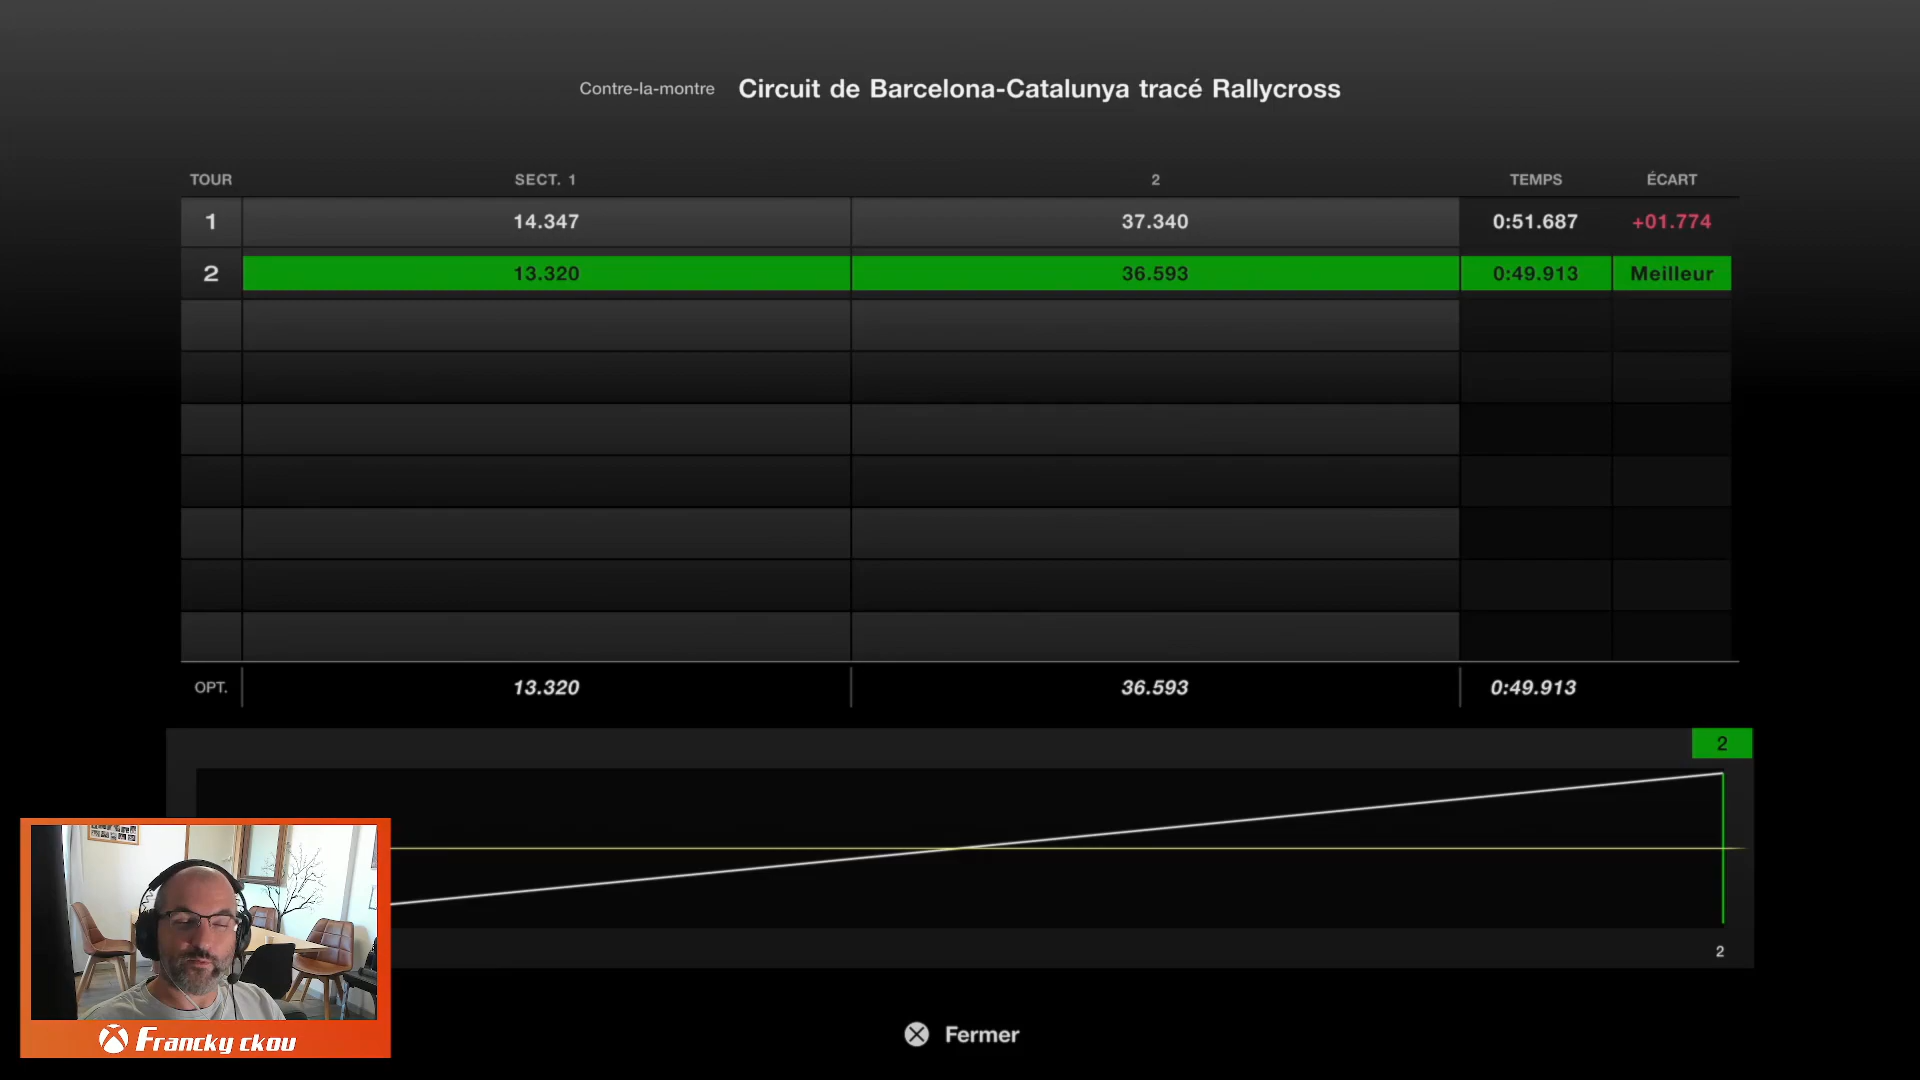 Contre-la-montre Circuit de Barcelona-Catalunya tracé Rallycross
TOUR SECT. 1 2 TEMPS ÉCART
1 14.347 37.340 0:51.687 +01.774
2 13.320 36.593 0:49.913 Meilleur
OPT. 13.320 36.593 0:49.913
2
2
Francky ckou
Fermer